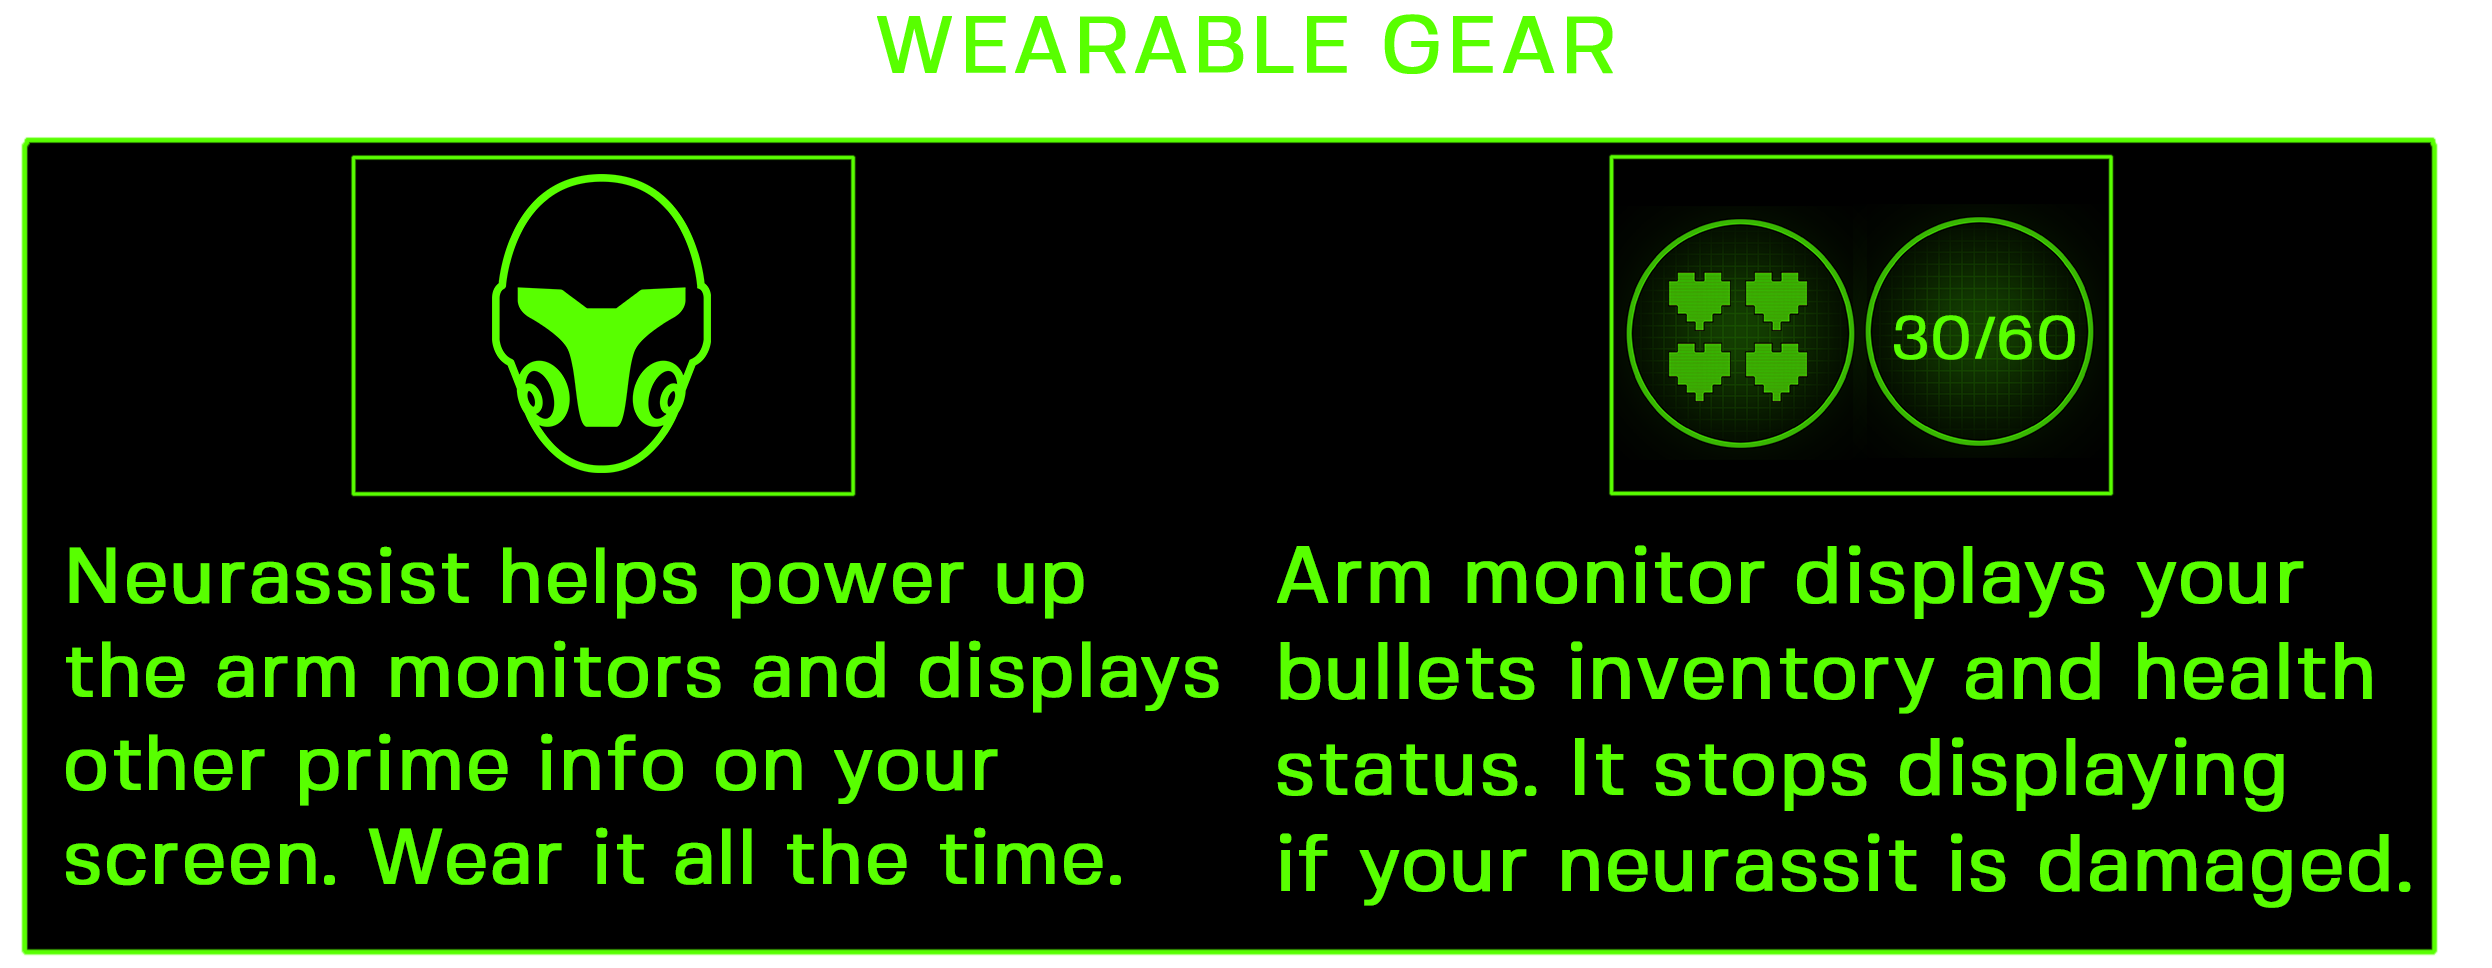 WEARABLE GEAR
30/60
Neurassist helps power up
the arm monitors and displays
other prime info on your
screen. Wear it all the time.
Arm monitor displays your
bullets inventory and health
status. It stops displaying
if your neurassit is damaged.